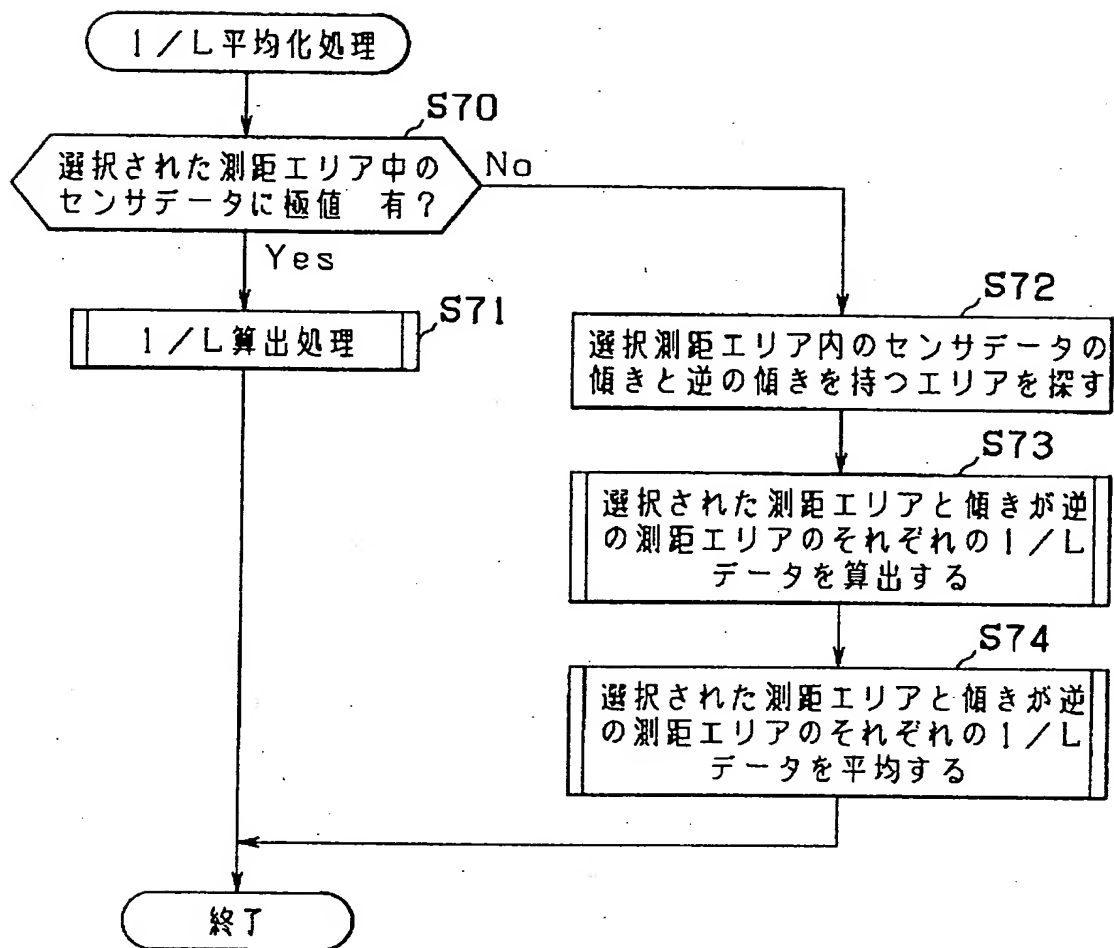 1／L平均化処理
S70
選択された測距エリア中の
センサデータに極値　有？
No
Yes
S71
1／L算出処理
S72
選択測距エリア内のセンサデータの
傾きと逆の傾きを持つエリアを探す
S73
選択された測距エリアと傾きが逆
の測距エリアのそれぞれの1／L
データを算出する
S74
選択された測距エリアと傾きが逆
の測距エリアのそれぞれの1／L
データを平均する
終了